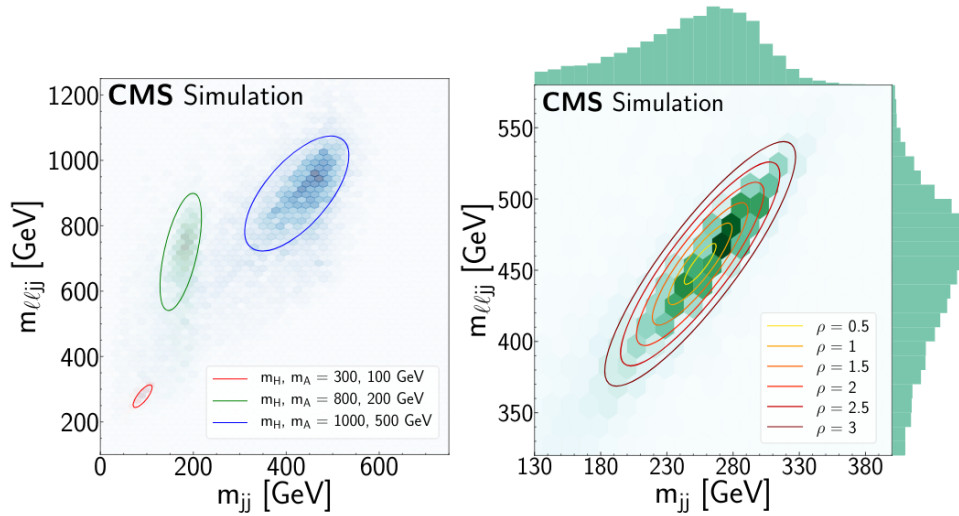 CMS Simulation
1200
1000
800
600
400
200
m_ℓℓjj [GeV]
m_H, m_A = 300, 100 GeV
m_H, m_A = 800, 200 GeV
m_H, m_A = 1000, 500 GeV
0 200 400 600
m_jj [GeV]
CMS Simulation
550
500
450
400
350
m_ℓℓjj [GeV]
ρ = 0.5
ρ = 1
ρ = 1.5
ρ = 2
ρ = 2.5
ρ = 3
130 180 230 280 330 380
m_jj [GeV]